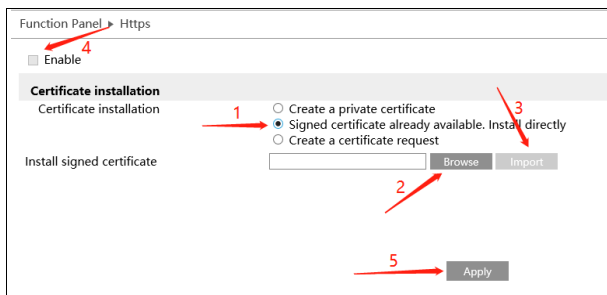 Function Panel ▸ Https
4
Enable
Certificate installation
Certificate installation
1
Create a private certificate
3
Signed certificate already available. Install directly
Create a certificate request
Install signed certificate
Browse
Import
2
5
Apply